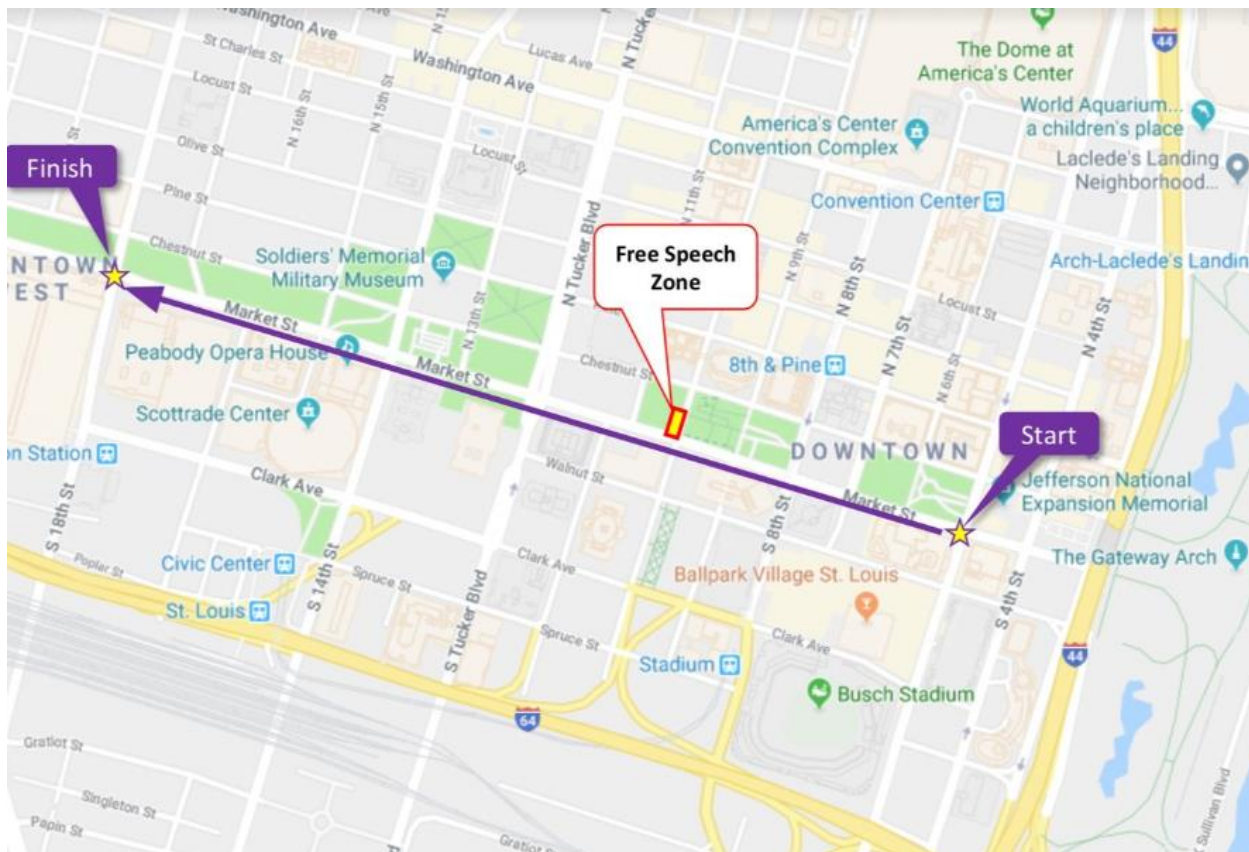 Washington Ave
St Charles St
Locust St
N 16th St
N 15th St
Olive St
Pine St
Lucas Ave
Washington Ave
Locust St
N Tucker
The Dome at
America's Center
44
World Aquarium...
a children's place
America's Center
Convention Complex
Laclede's Landing
Neighborhood...
Convention Center
Finish
Chestnut St
Soldiers' Memorial
Military Museum
N 13th St
N Tucker Blvd
Free Speech
Zone
N 11th St
N 9th St
N 8th St
Arch-Laclede's Landin
Locust St
N 4th St
NTOWN
EST
Market St
Peabody Opera House
Market St
Chestnut St
8th & Pine
N 7th St
N 6th St
Scottrade Center
DOWNTOWN
Start
on Station
Clark Ave
Walnut St
Market St
Jefferson National
Expansion Memorial
S 18th St
S 8th St
The Gateway Arch
Poplar St
Civic Center
S 14th St
Spruce St
Clark Ave
Ballpark Village St. Louis
St. Louis
S Tucker Blvd
Spruce St
Clark Ave
S 4th St
Stadium
44
Busch Stadium
64
Gratiot St
Singleton St
Papin St
Gratiot St
Sullivan Blvd